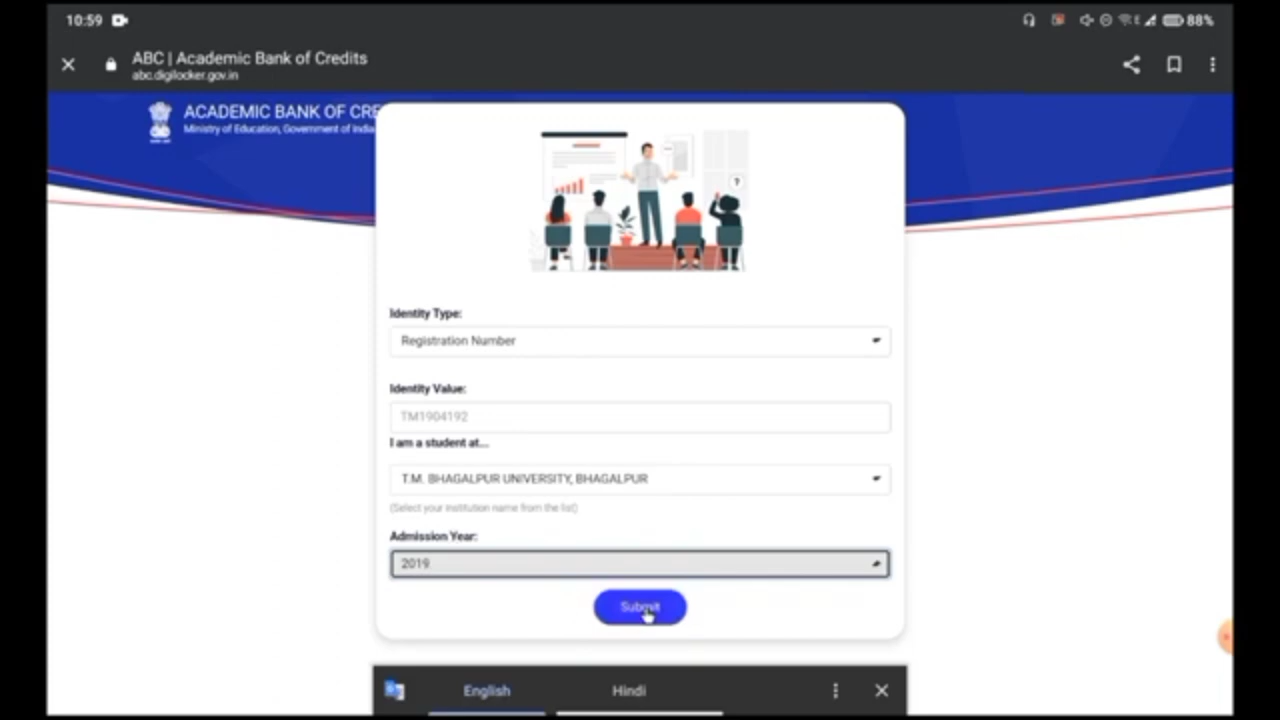 10:59
88%
ABC | Academic Bank of Credits
abc.digilocker.gov.in
ACADEMIC BANK OF CRE
Ministry of Education, Government of India
?
Identity Type:
Registration Number
Identity Value:
TM1904192
I am a student at...
T.M. BHAGALPUR UNIVERSITY, BHAGALPUR
(Select your institution name from the list)
Admission Year:
2019
Submit
English
Hindi